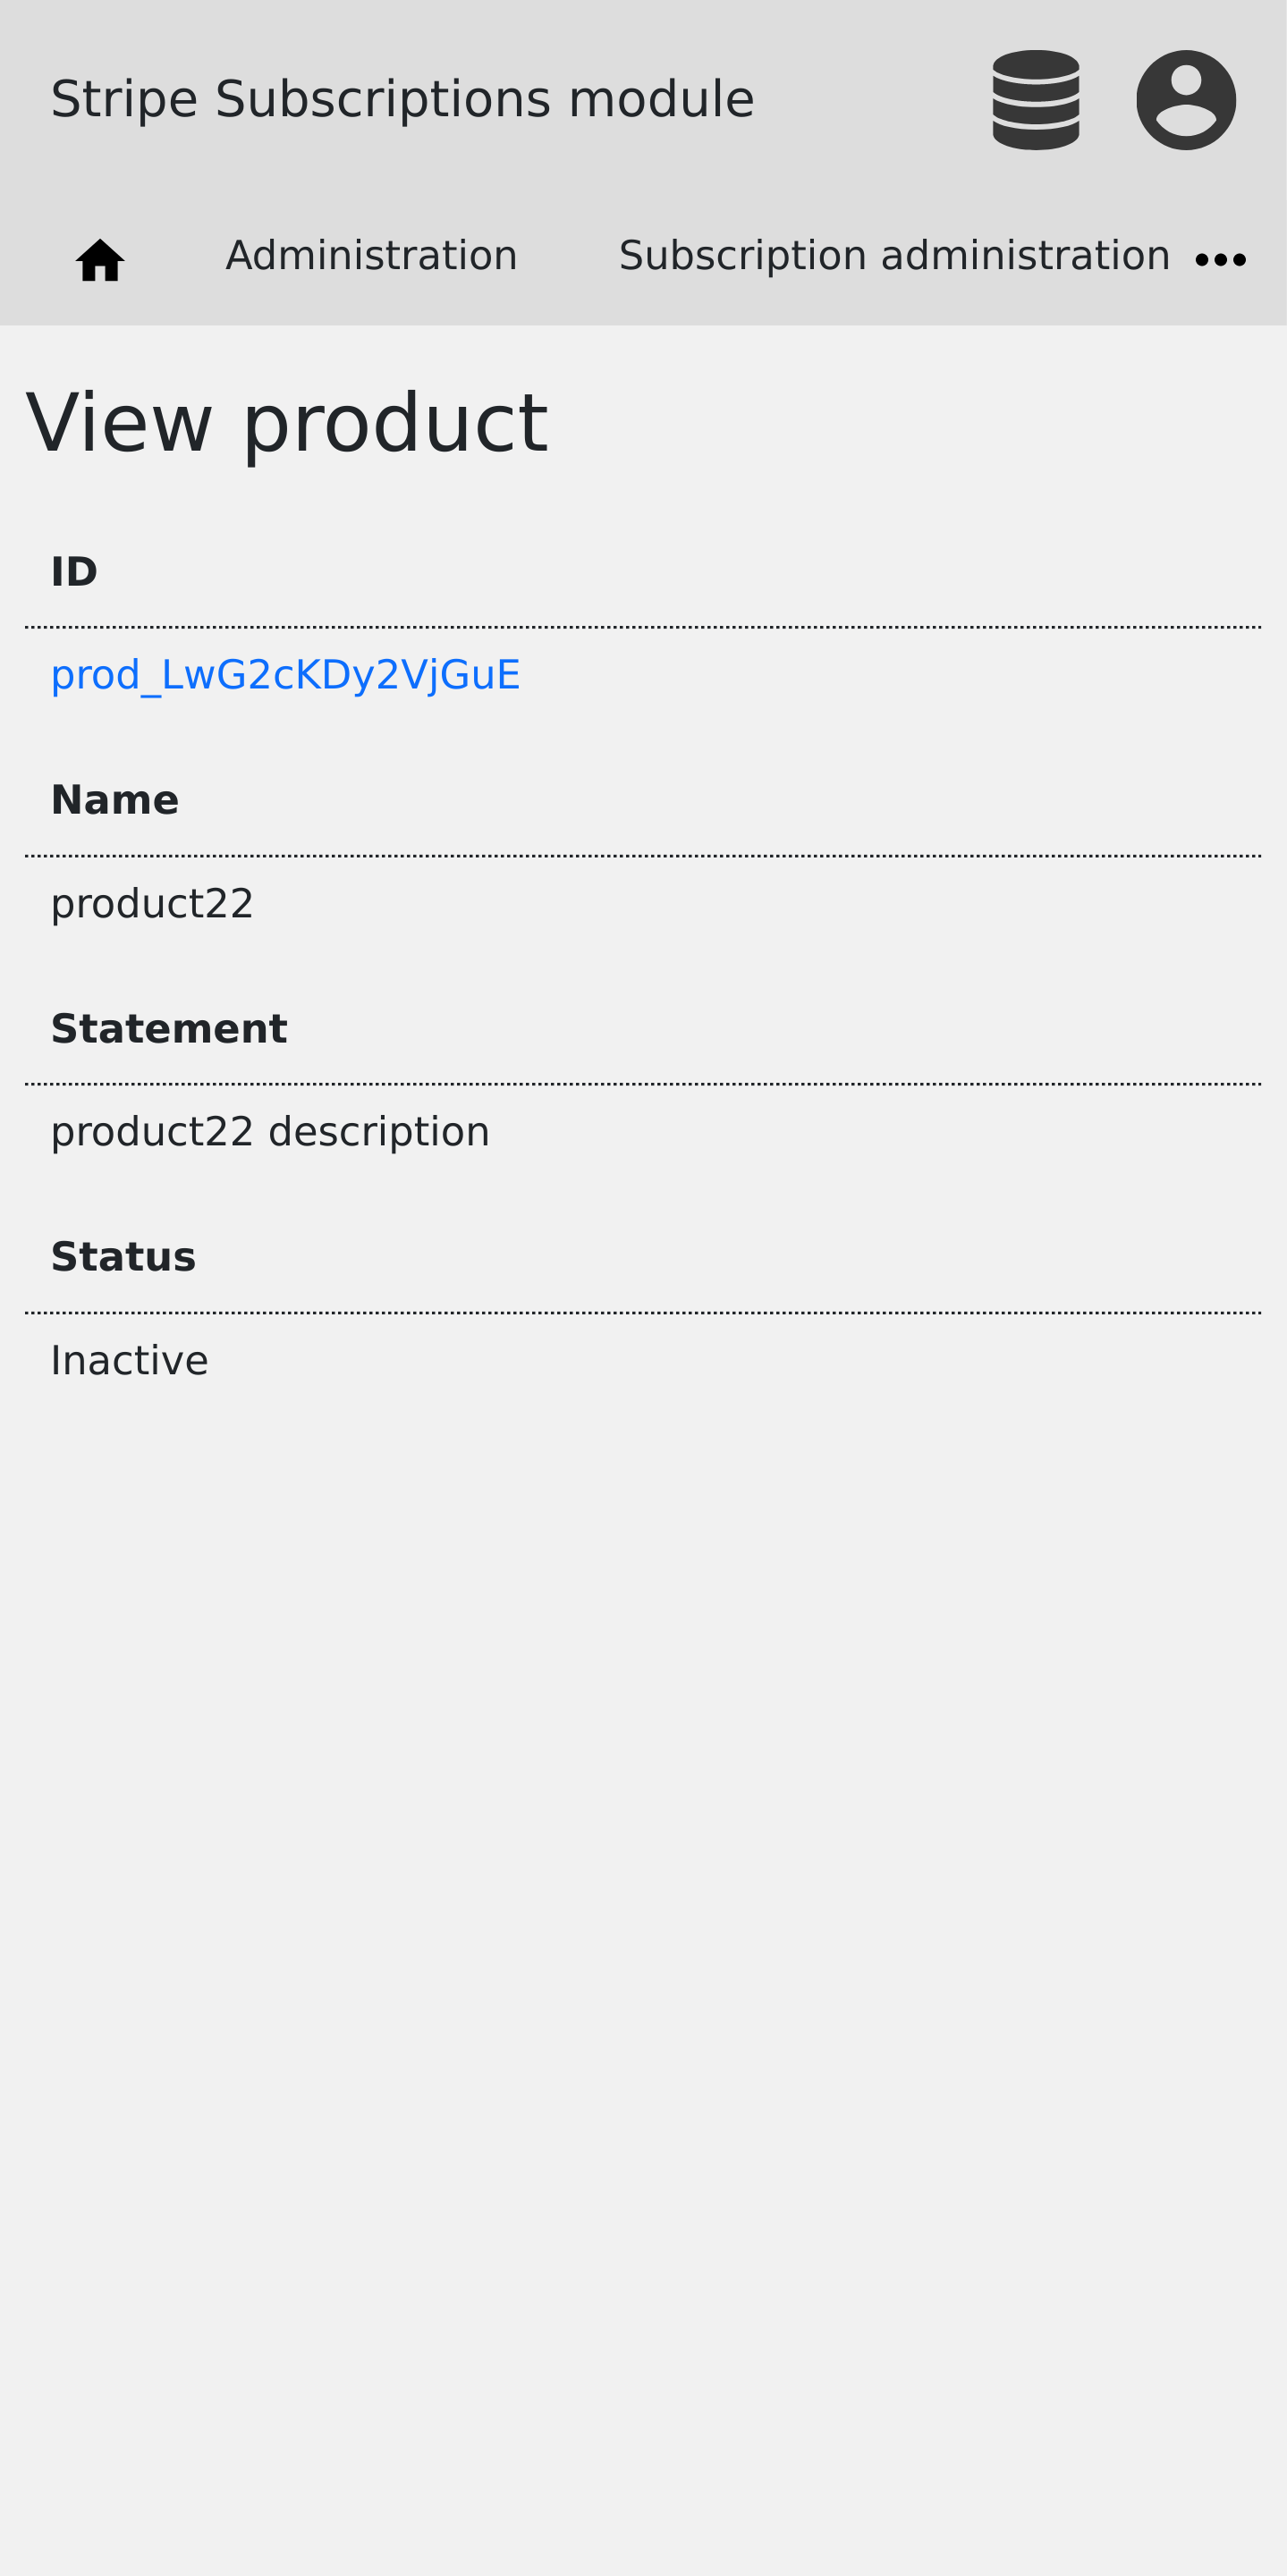 Stripe Subscriptions module
Administration Subscription administration
View product
ID
prod_LwG2cKDy2VjGuE
Name
product22
Statement
product22 description
Status
Inactive